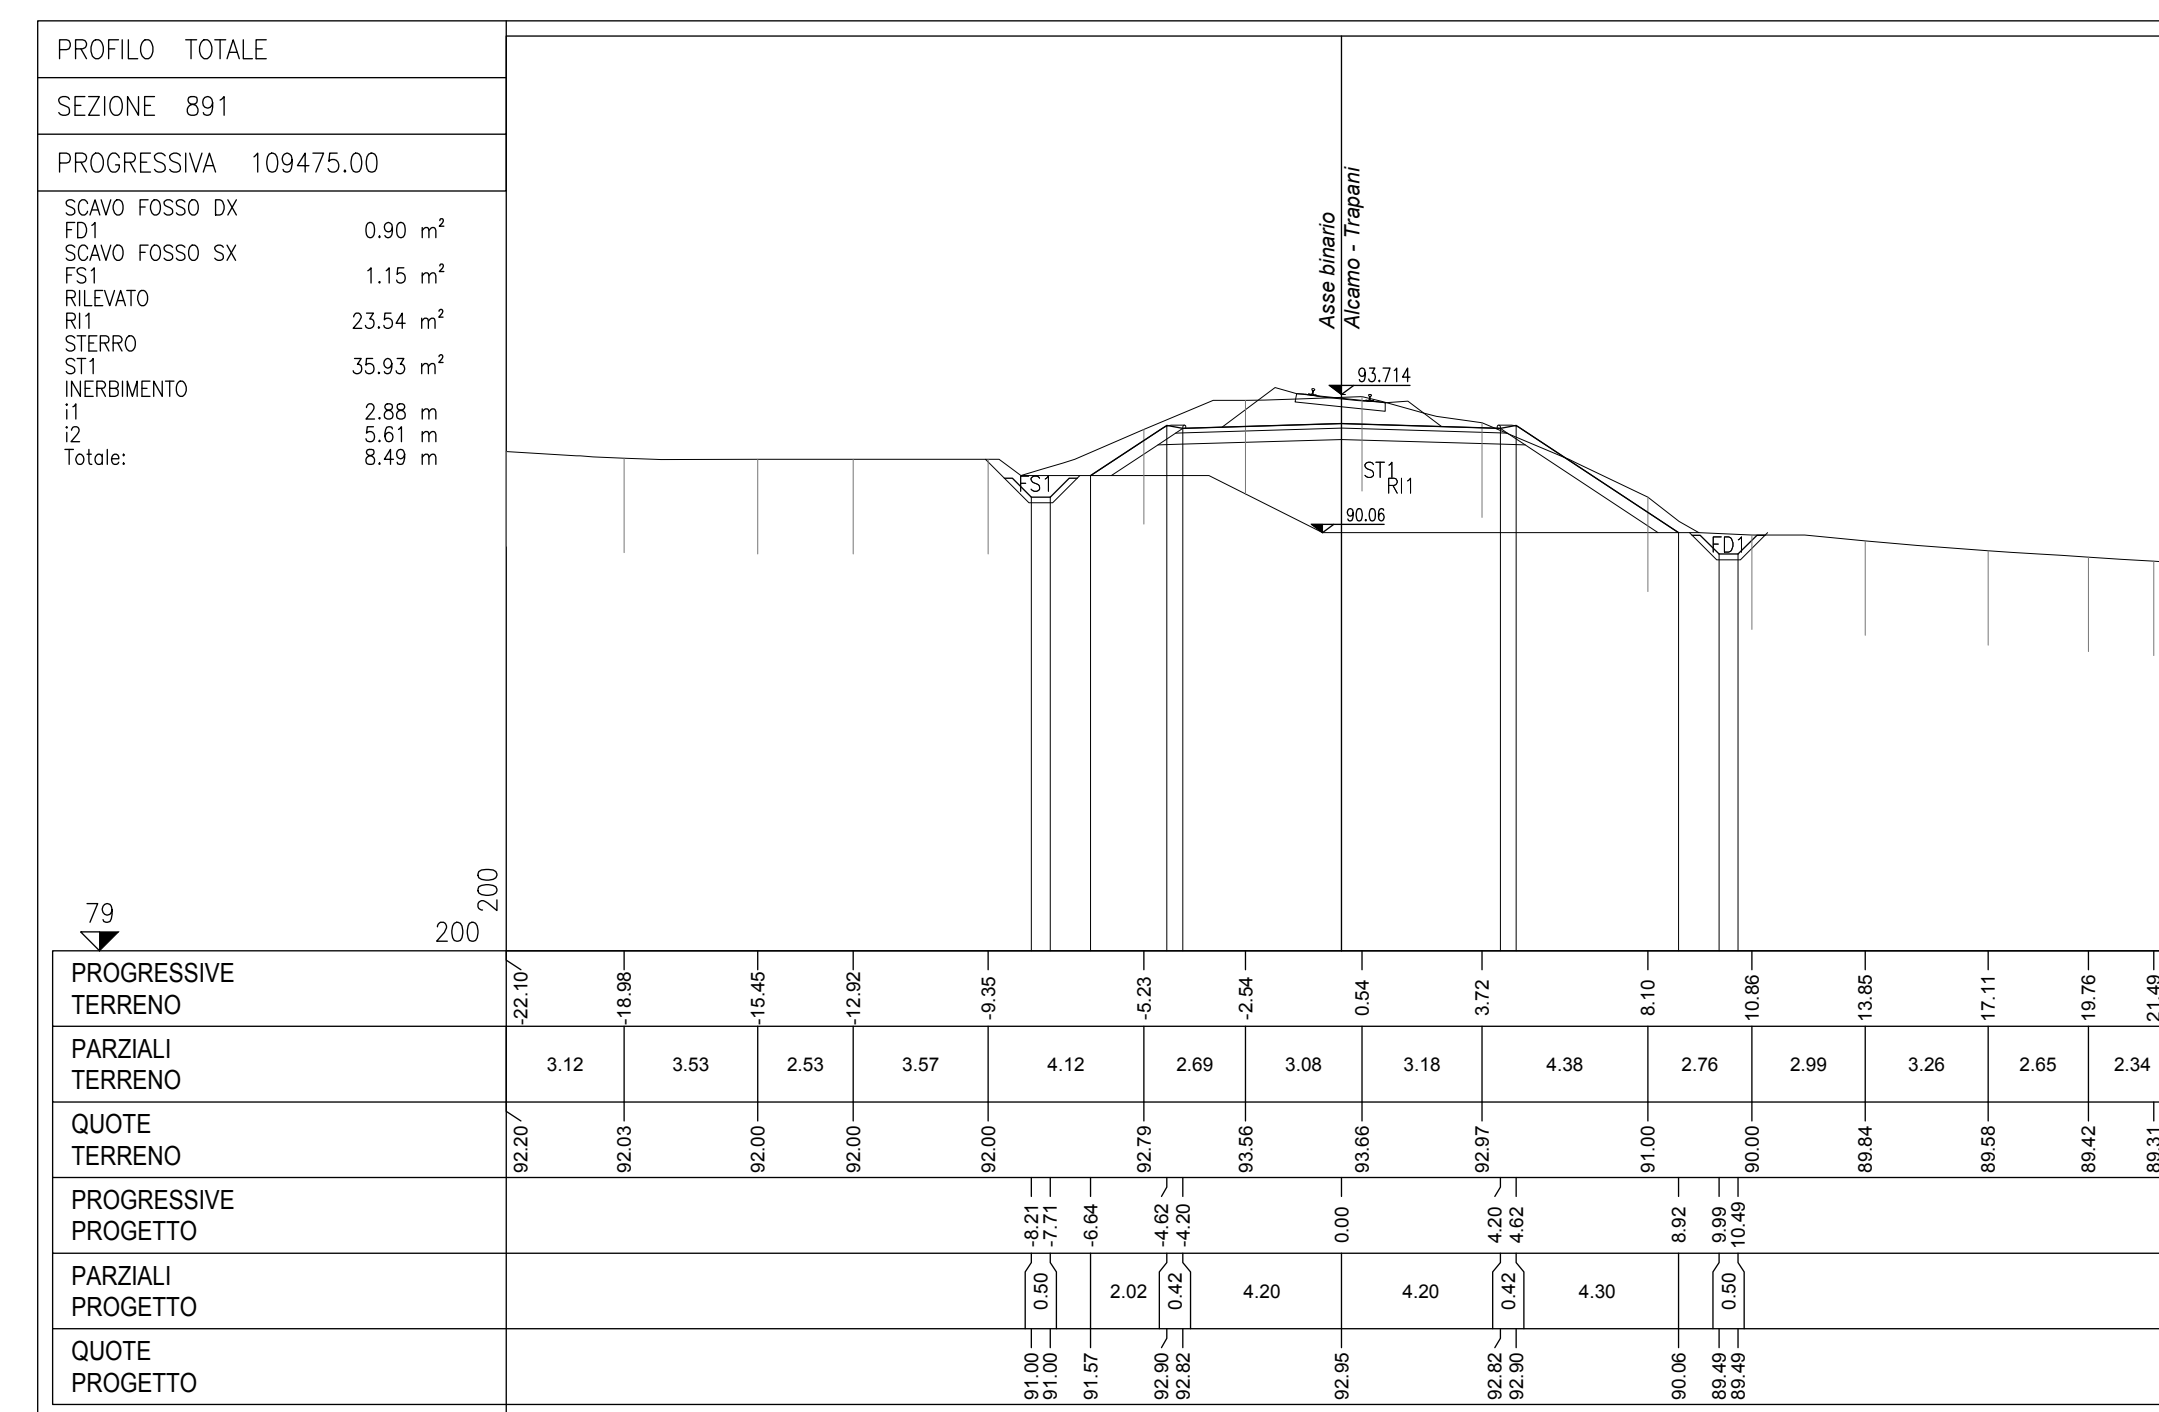 PROFILO TOTALE
SEZIONE 891
PROGRESSIVA 109475.00
SCAVO FOSSO DX
FD1 0.90 m²
SCAVO FOSSO SX
FS1 1.15 m²
RILEVATO
RI1 23.54 m²
STERRO
ST1 35.93 m²
INERBIMENTO
i1 2.88 m
i2 5.61 m
Totale: 8.49 m
Asse binario
Alcamo - Trapani
93.714
FS1
ST1
RI1
90.06
FD1
200
79
200
PROGRESSIVE
TERRENO
-22.10 -18.98 -15.45 -12.92 -9.35 -5.23 -2.54 0.54 3.72 8.10 10.86 13.85 17.11 19.76 21.49
PARZIALI
TERRENO
3.12 3.53 2.53 3.57 4.12 2.69 3.08 3.18 4.38 2.76 2.99 3.26 2.65 2.34
QUOTE
TERRENO
92.20 92.03 92.00 92.00 92.00 92.79 93.56 93.66 92.97 91.00 90.00 89.84 89.58 89.42 89.31
PROGRESSIVE
PROGETTO
-8.21 -7.71 -6.64 -4.62 -4.20 0.00 4.20 4.62 8.92 9.99 10.49
PARZIALI
PROGETTO
0.50 2.02 0.42 4.20 4.20 0.42 4.30 0.50
QUOTE
PROGETTO
91.00 91.00 91.57 92.90 92.82 92.95 92.82 92.90 90.06 89.49 89.49